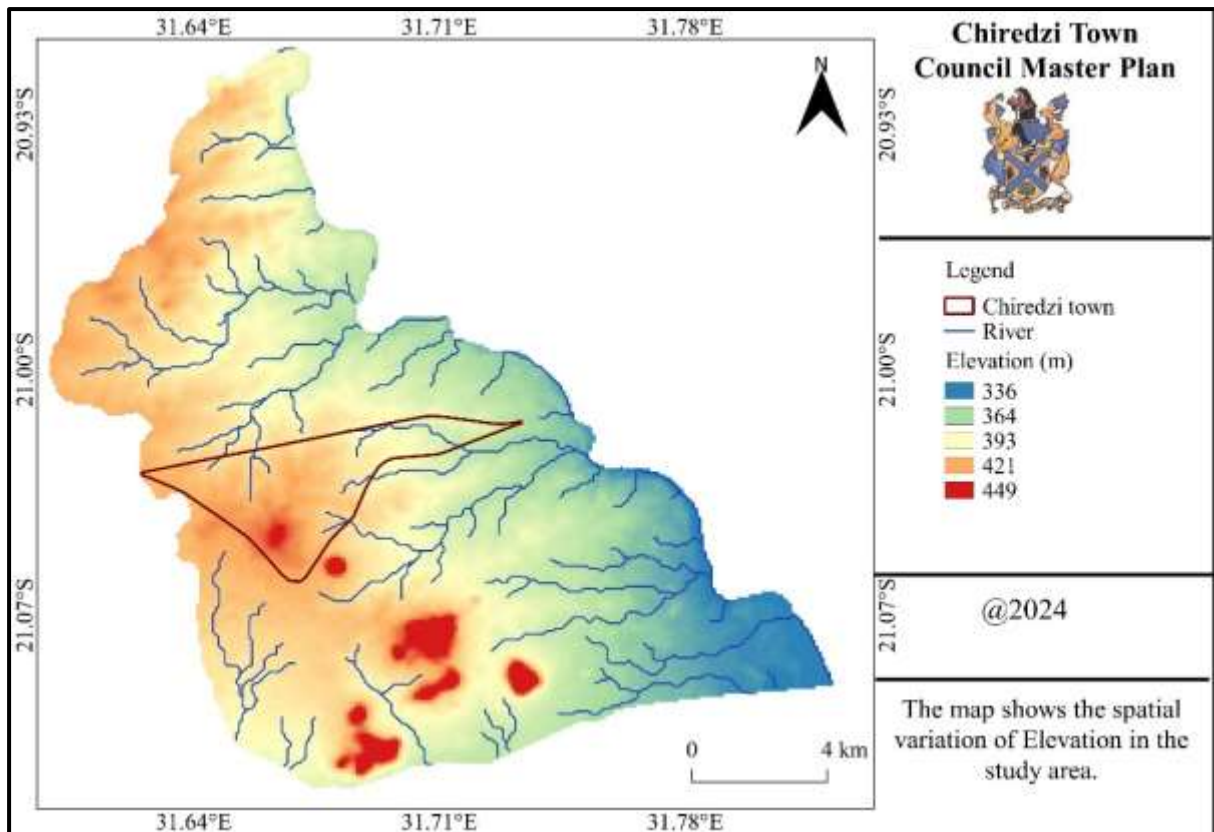 31.64°E 31.71°E 31.78°E
20.93°S
21.00°S
21.07°S
N
0 4 km
20.93°S
21.00°S
21.07°S
31.64°E 31.71°E 31.78°E
Chiredzi Town
Council Master Plan
Legend
Chiredzi town
River
Elevation (m)
336
364
393
421
449
@2024
The map shows the spatial
variation of Elevation in the
study area.